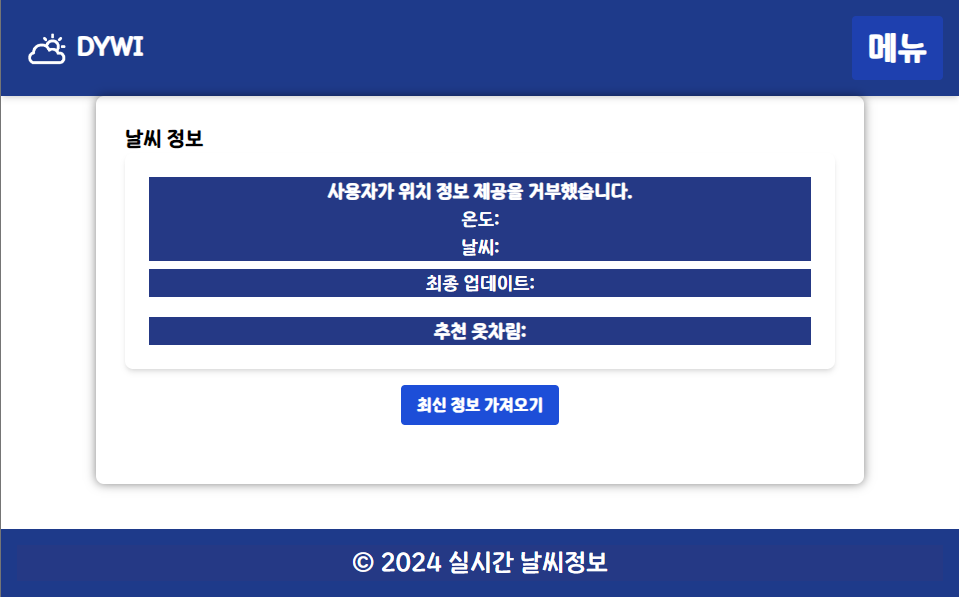 DYWI
메뉴
날씨 정보
사용자가 위치 정보 제공을 거부했습니다.
온도:
날씨:
최종 업데이트:
추천 옷차림:
최신 정보 가져오기
© 2024 실시간 날씨정보